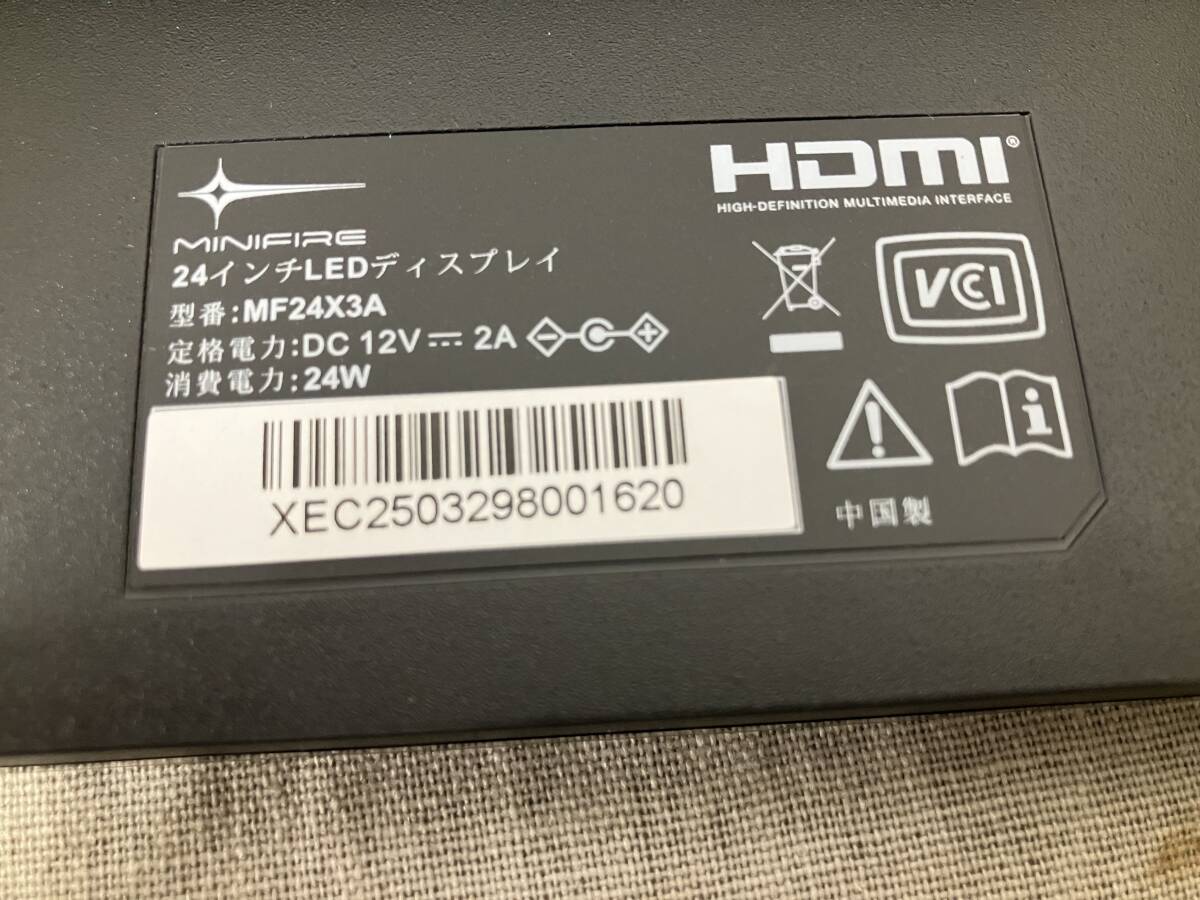 MINIFIRE
HDMI®
HIGH-DEFINITION MULTIMEDIA INTERFACE
24インチLEDディスプレイ
型番:MF24X3A
定格電力:DC 12V ⎓ 2A
消費電力:24W
VCCI
XEC2503298001620
中国製